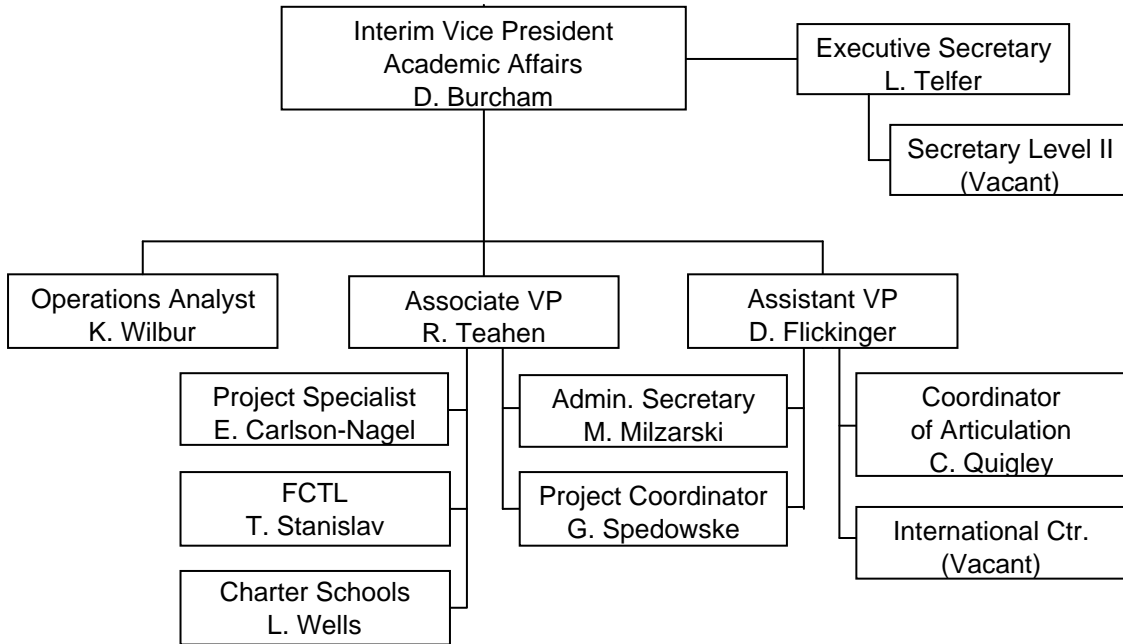 Interim Vice President
Academic Affairs
D. Burcham
Executive Secretary
L. Telfer
Secretary Level II
(Vacant)
Operations Analyst
K. Wilbur
Associate VP
R. Teahen
Assistant VP
D. Flickinger
Project Specialist
E. Carlson-Nagel
Admin. Secretary
M. Milzarski
Coordinator
of Articulation
C. Quigley
FCTL
T. Stanislav
Project Coordinator
G. Spedowske
International Ctr.
(Vacant)
Charter Schools
L. Wells